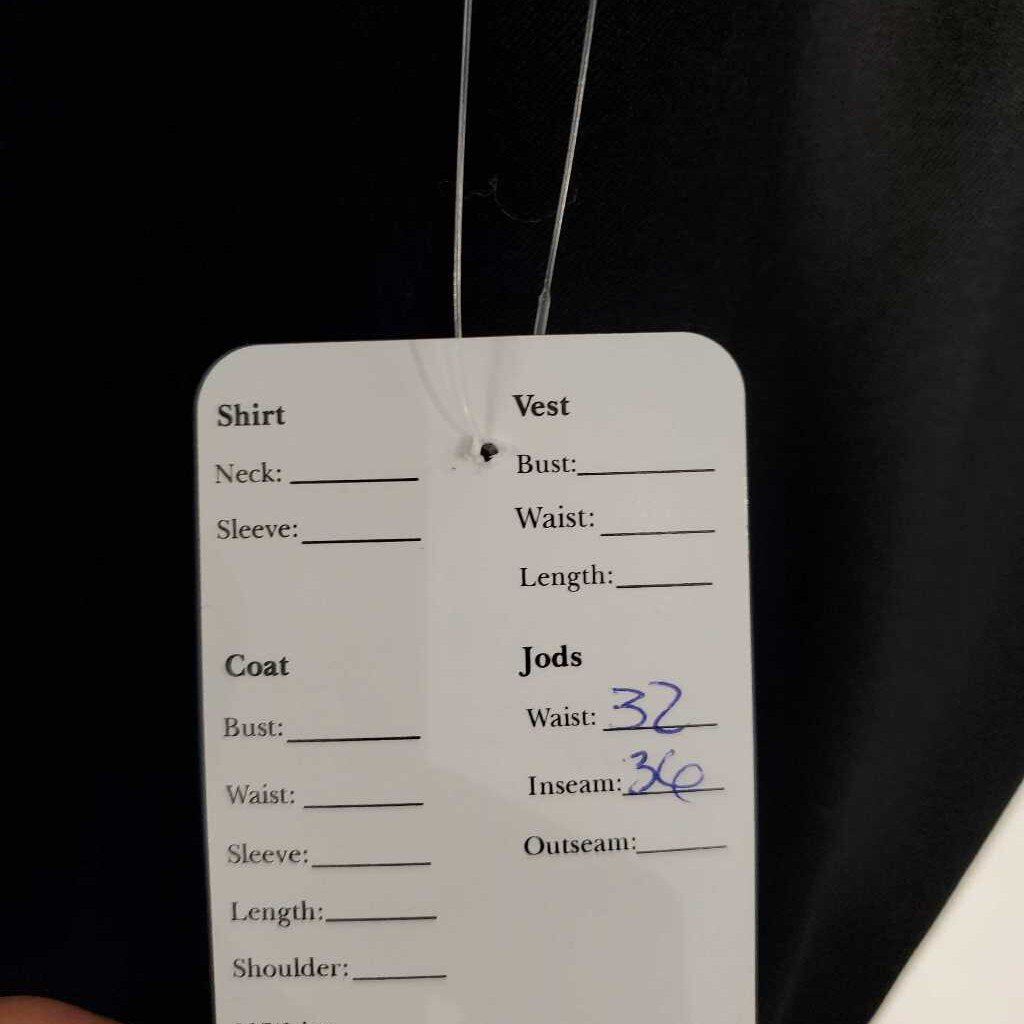 Shirt
Neck:
Sleeve:
Vest
Bust:
Waist:
Length:
Coat
Bust:
Waist:
Sleeve:
Length:
Shoulder:
Jods
Waist: 32
Inseam: 36
Outseam: